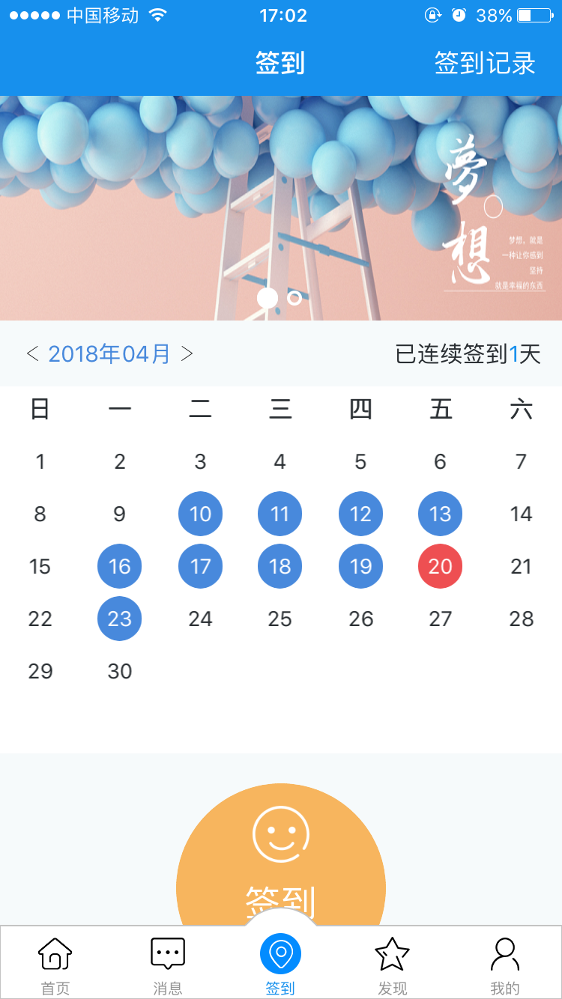 中国移动 17:02 38%
签到 签到记录
夢
想
梦想，就是
一种让你感到
坚持
就是幸福的东西
< 2018年04月 > 已连续签到1天
日 一 二 三 四 五 六
1 2 3 4 5 6 7
8 9 10 11 12 13 14
15 16 17 18 19 20 21
22 23 24 25 26 27 28
29 30
签到
首页 消息 签到 发现 我的